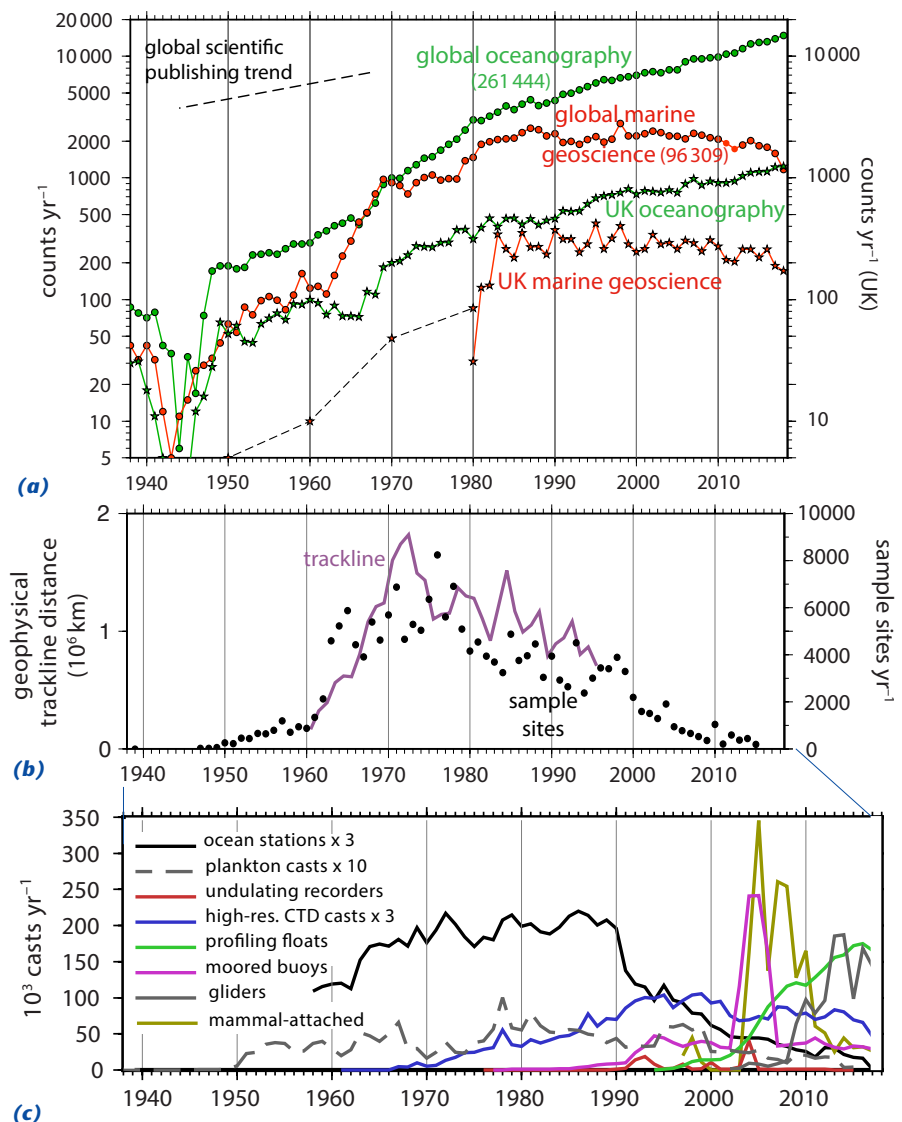 20 000
10 000
5000
2000
1000
500
200
100
50
20
10
5
counts yr⁻¹
global scientific
publishing trend
global oceanography
(261 444)
global marine
geoscience (96 309)
UK oceanography
UK marine geoscience
10 000
1000
100
10
counts yr⁻¹ (UK)
1940 1950 1960 1970 1980 1990 2000 2010
(a)
2
1
0
geophysical
trackline distance
(10⁶ km)
trackline
sample
sites
10000
8000
6000
4000
2000
0
sample sites yr⁻¹
1940 1950 1960 1970 1980 1990 2000 2010
(b)
350
300
250
200
150
100
50
0
10³ casts yr⁻¹
ocean stations x 3
plankton casts x 10
undulating recorders
high-res. CTD casts x 3
profiling floats
moored buoys
gliders
mammal-attached
1940 1950 1960 1970 1980 1990 2000 2010
(c)